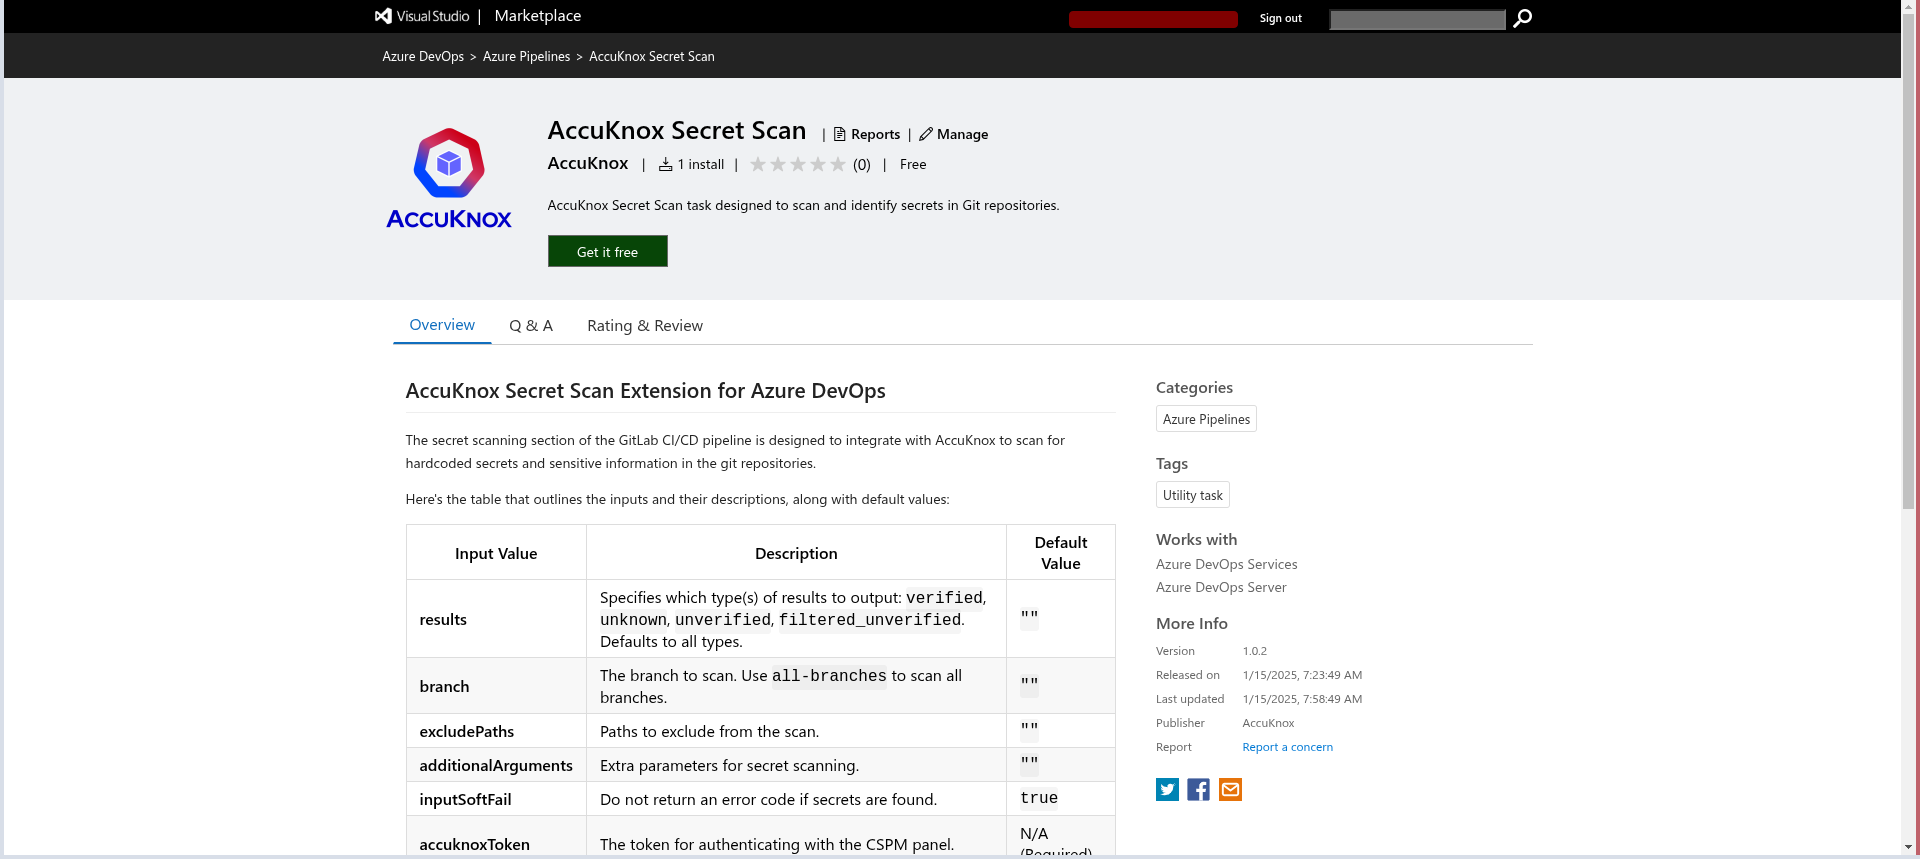 Visual Studio | Marketplace
Sign out
Azure DevOps > Azure Pipelines > AccuKnox Secret Scan
ACCUKNOX
AccuKnox Secret Scan | Reports | Manage
AccuKnox | 1 install | (0) | Free
AccuKnox Secret Scan task designed to scan and identify secrets in Git repositories.
Get it free
Overview Q & A Rating & Review
AccuKnox Secret Scan Extension for Azure DevOps
The secret scanning section of the GitLab CI/CD pipeline is designed to integrate with AccuKnox to scan for
hardcoded secrets and sensitive information in the git repositories.
Here's the table that outlines the inputs and their descriptions, along with default values:
Input Value Description Default
Value
results Specifies which type(s) of results to output: verified, ""
unknown, unverified, filtered_unverified.
Defaults to all types.
branch The branch to scan. Use all-branches to scan all ""
branches.
excludePaths Paths to exclude from the scan. ""
additionalArguments Extra parameters for secret scanning. ""
inputSoftFail Do not return an error code if secrets are found. true
accuknoxToken The token for authenticating with the CSPM panel. N/A
(Required)
Categories
Azure Pipelines
Tags
Utility task
Works with
Azure DevOps Services
Azure DevOps Server
More Info
Version 1.0.2
Released on 1/15/2025, 7:23:49 AM
Last updated 1/15/2025, 7:58:49 AM
Publisher AccuKnox
Report Report a concern